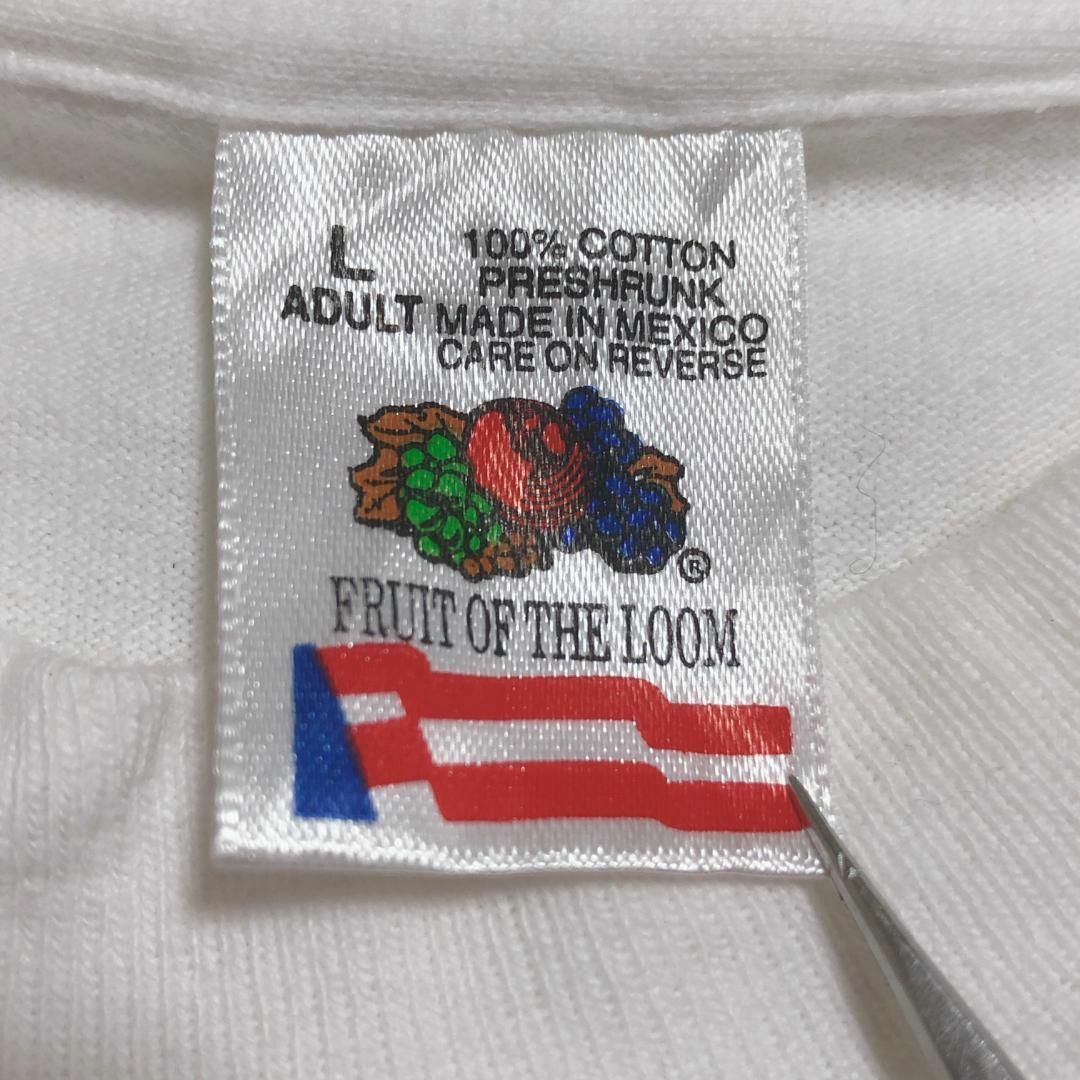 L
ADULT
100% COTTON
PRESHRUNK
MADE IN MEXICO
CARE ON REVERSE
®
FRUIT OF THE LOOM